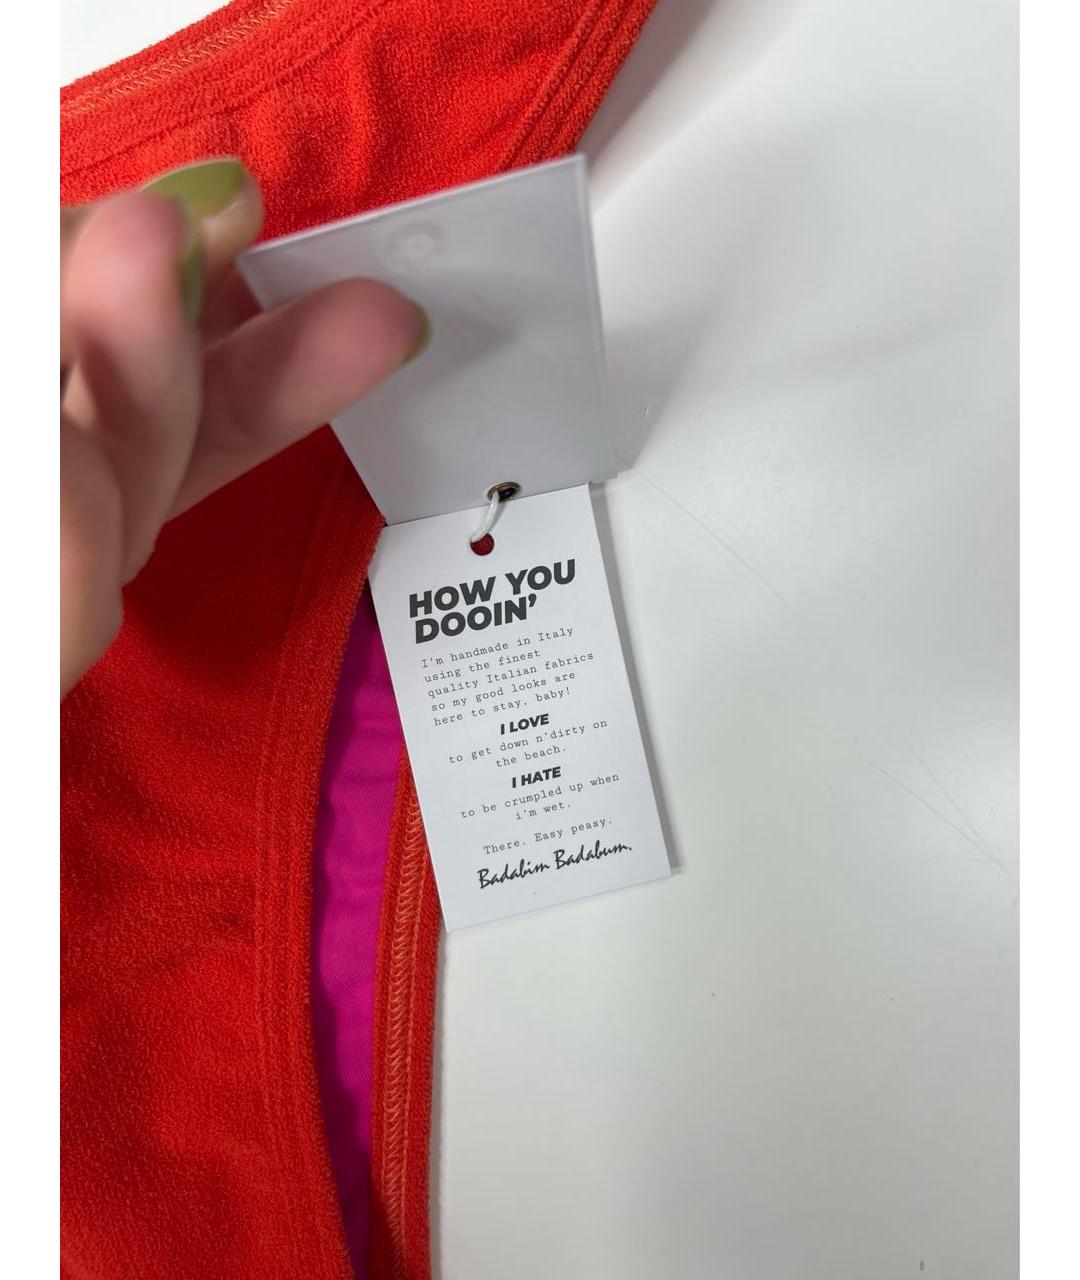 HOW YOU
DOOIN'
I'm handmade in Italy
using the finest
quality Italian fabrics
so my good looks are
here to stay, baby!
I LOVE
to get down n'dirty on
the beach.
I HATE
to be crumpled up when
i'm wet.
There. Easy peasy.
Badabim Badabum.